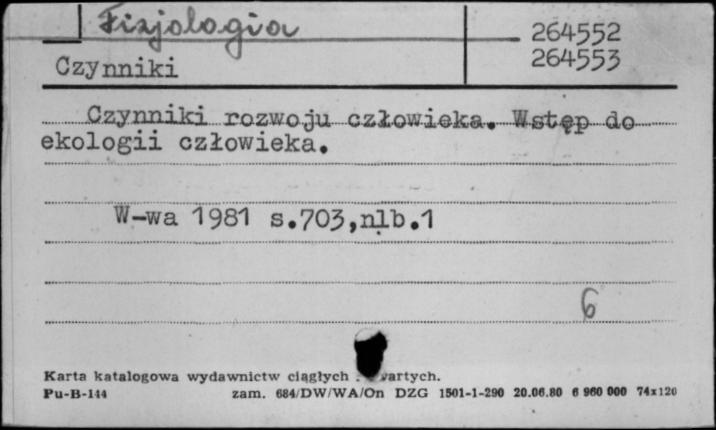 Fizjologia
264552
264553
Czynniki
Czynniki rozwoju człowieka. Wstęp do
ekologii człowieka.
W-wa 1981 s.703,nlb.1
6
Karta katalogowa wydawnictw ciągłych
Pu-B-144 zam. 684/DW/WA/On DZG 1501-1-290 20.06.80 6 960 000 74x120